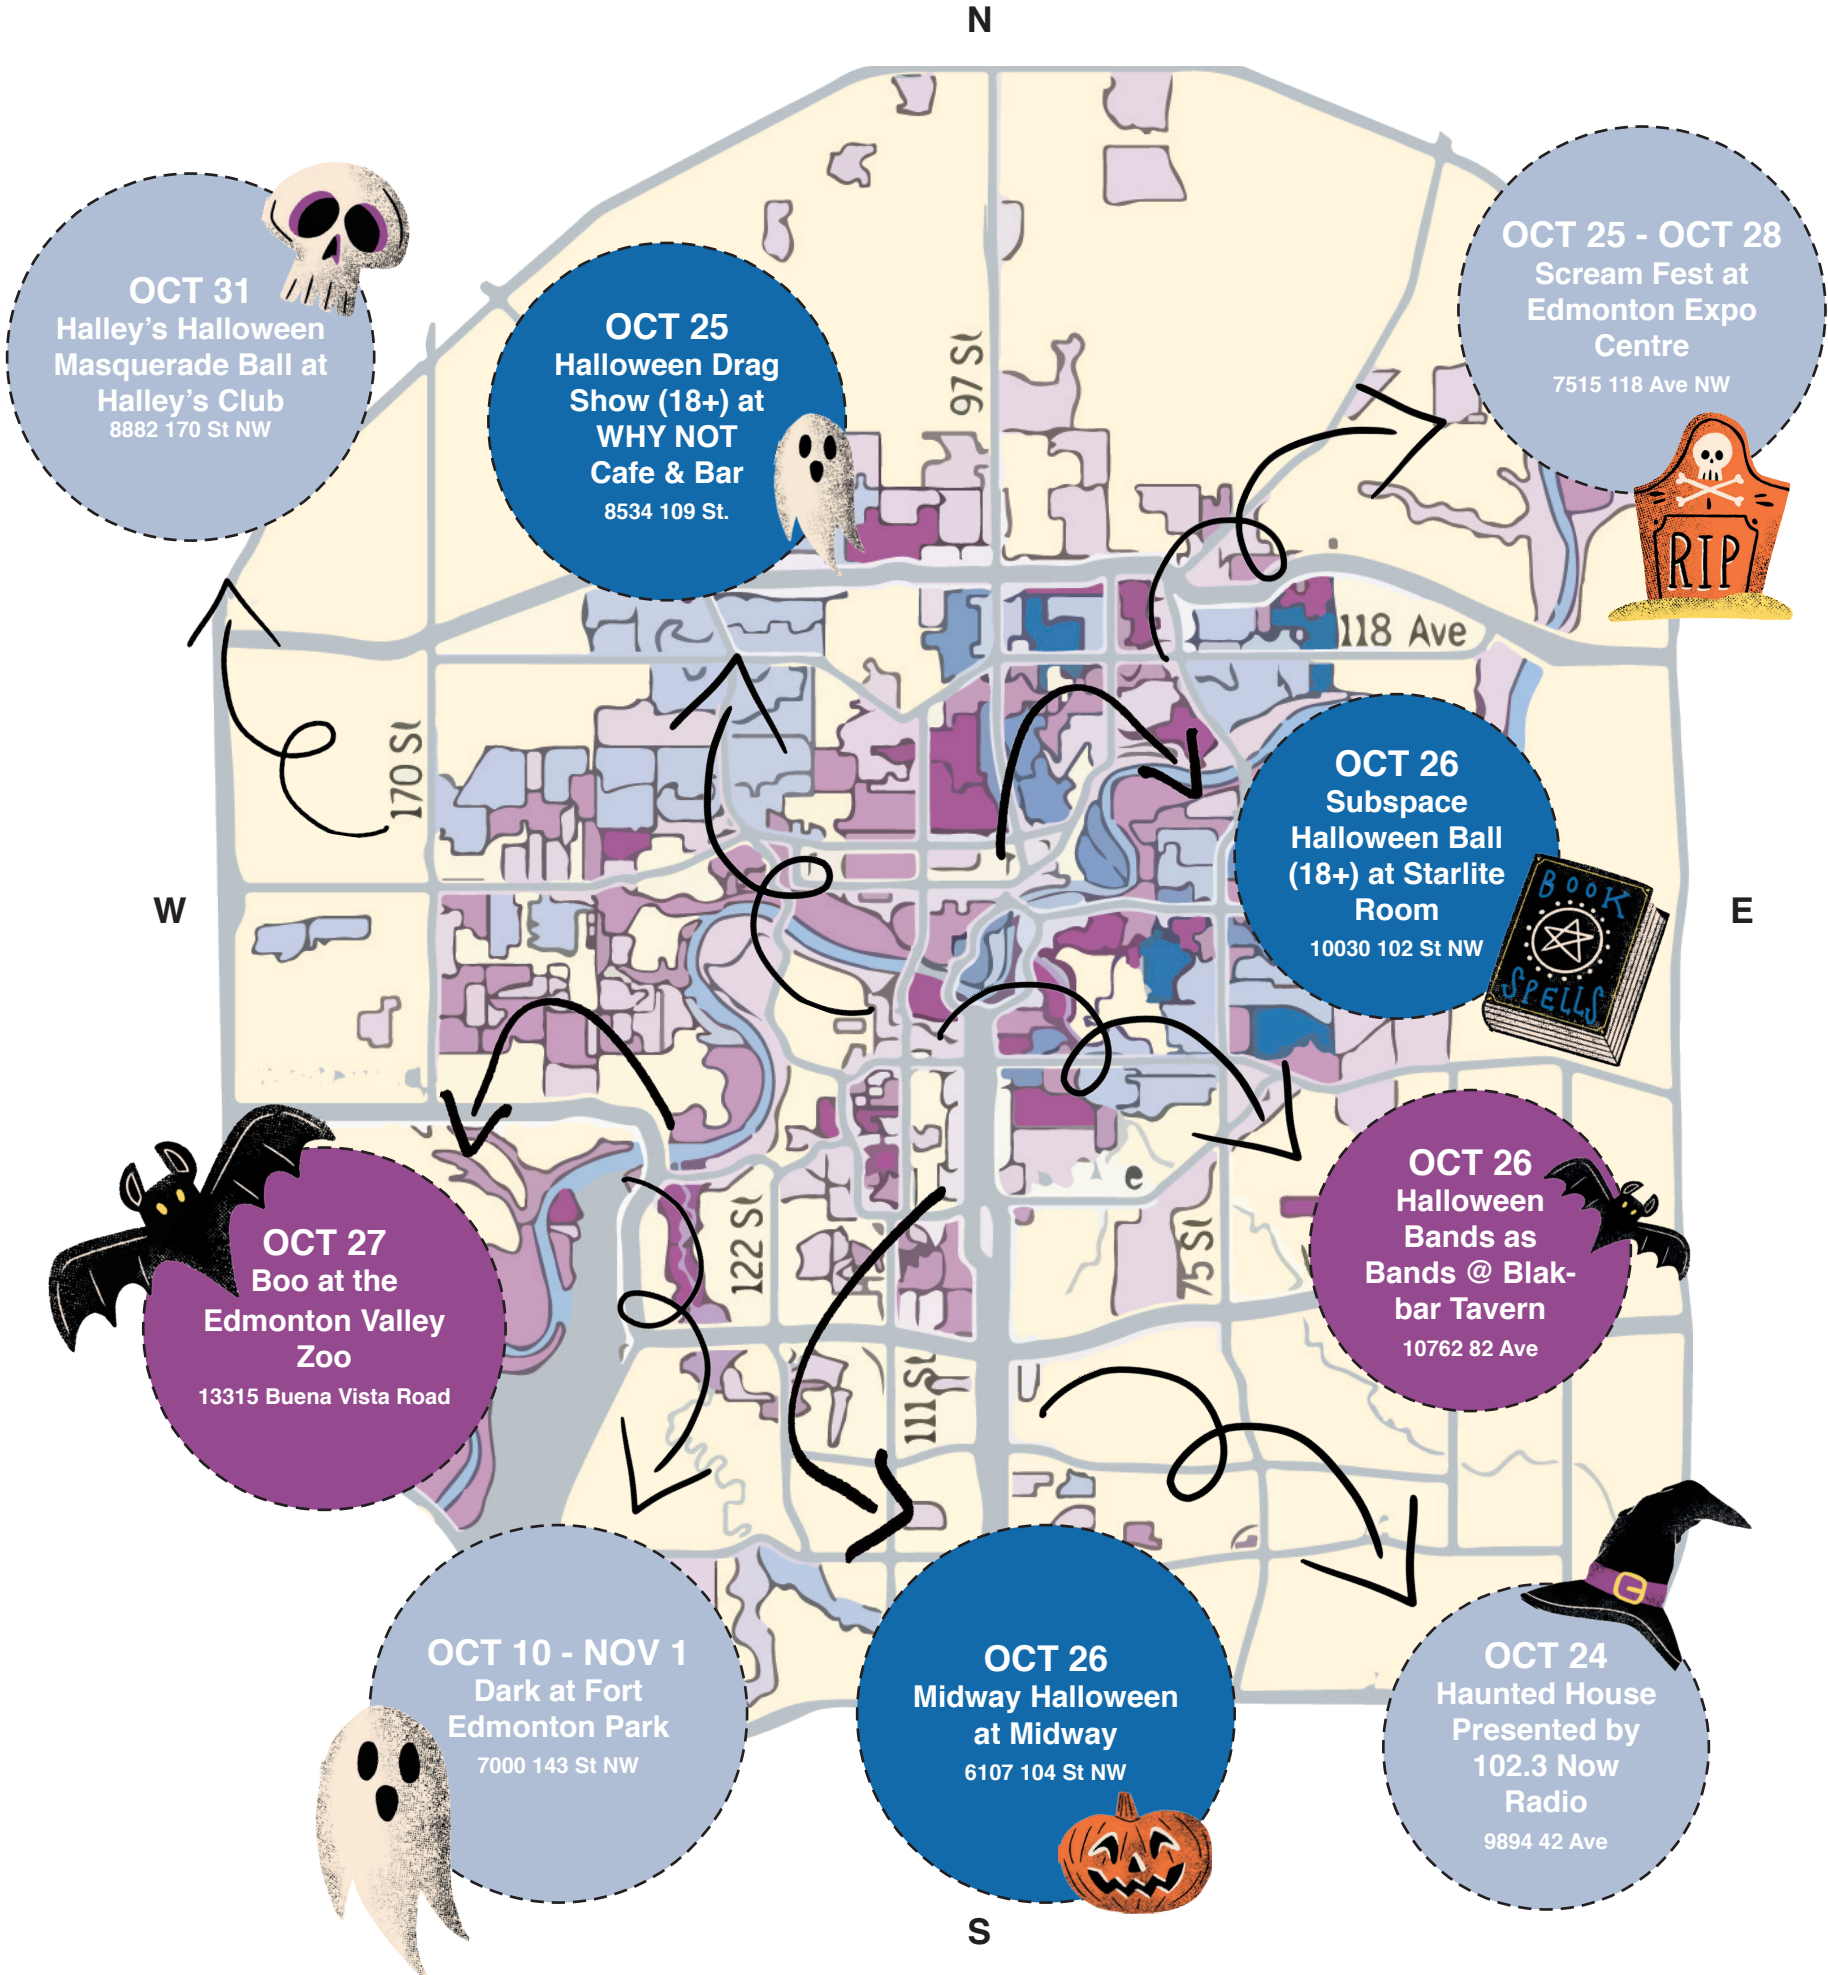 N
OCT 31
Halley's Halloween
Masquerade Ball at
Halley's Club
8882 170 St NW
OCT 25
Halloween Drag
Show (18+) at
WHY NOT
Cafe & Bar
8534 109 St.
OCT 25 - OCT 28
Scream Fest at
Edmonton Expo
Centre
7515 118 Ave NW
RIP
97 St
118 Ave
170 St
OCT 26
Subspace
Halloween Ball
(18+) at Starlite
Room
10030 102 St NW
BOOK
SPELLS
W
E
OCT 27
Boo at the
Edmonton Valley
Zoo
13315 Buena Vista Road
122 St
e
75 St
OCT 26
Halloween
Bands as
Bands @ Blak-
bar Tavern
10762 82 Ave
111 St
OCT 10 - NOV 1
Dark at Fort
Edmonton Park
7000 143 St NW
OCT 26
Midway Halloween
at Midway
6107 104 St NW
OCT 24
Haunted House
Presented by
102.3 Now
Radio
9894 42 Ave
S